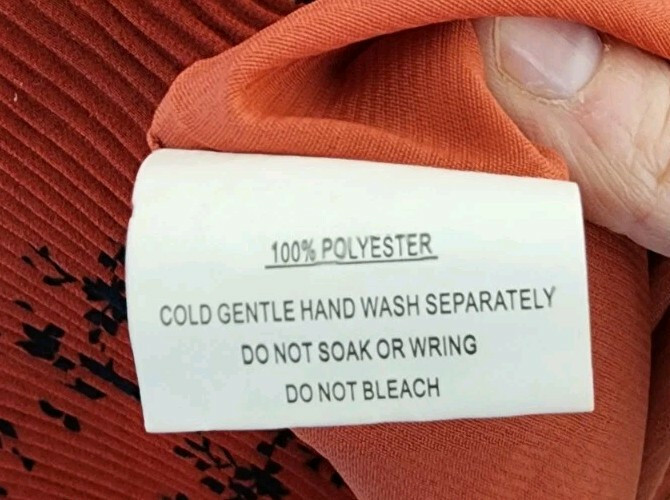 100% POLYESTER
COLD GENTLE HAND WASH SEPARATELY
DO NOT SOAK OR WRING
DO NOT BLEACH